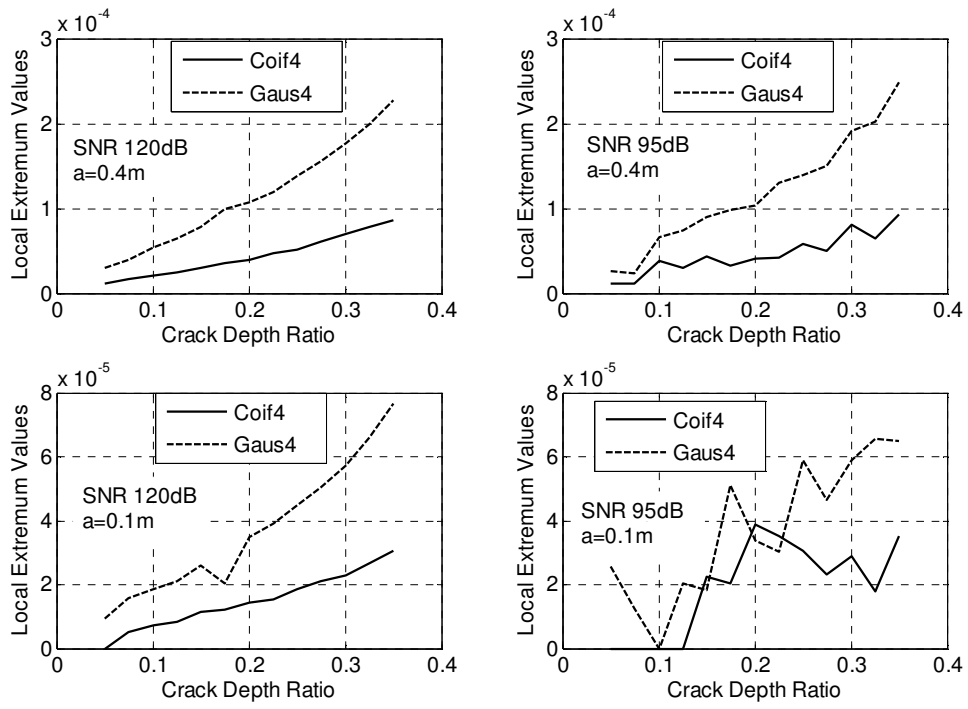 x 10⁻⁴
3
2
1
0
Local Extremum Values
Coif4
Gaus4
SNR 120dB
a=0.4m
0 0.1 0.2 0.3 0.4
Crack Depth Ratio
x 10⁻⁴
3
2
1
0
Local Extremum Values
Coif4
Gaus4
SNR 95dB
a=0.4m
0 0.1 0.2 0.3 0.4
Crack Depth Ratio
x 10⁻⁵
8
6
4
2
0
Local Extremum Values
Coif4
Gaus4
SNR 120dB
a=0.1m
0 0.1 0.2 0.3 0.4
Crack Depth Ratio
x 10⁻⁵
8
6
4
2
0
Local Extremum Values
Coif4
Gaus4
SNR 95dB
a=0.1m
0 0.1 0.2 0.3 0.4
Crack Depth Ratio